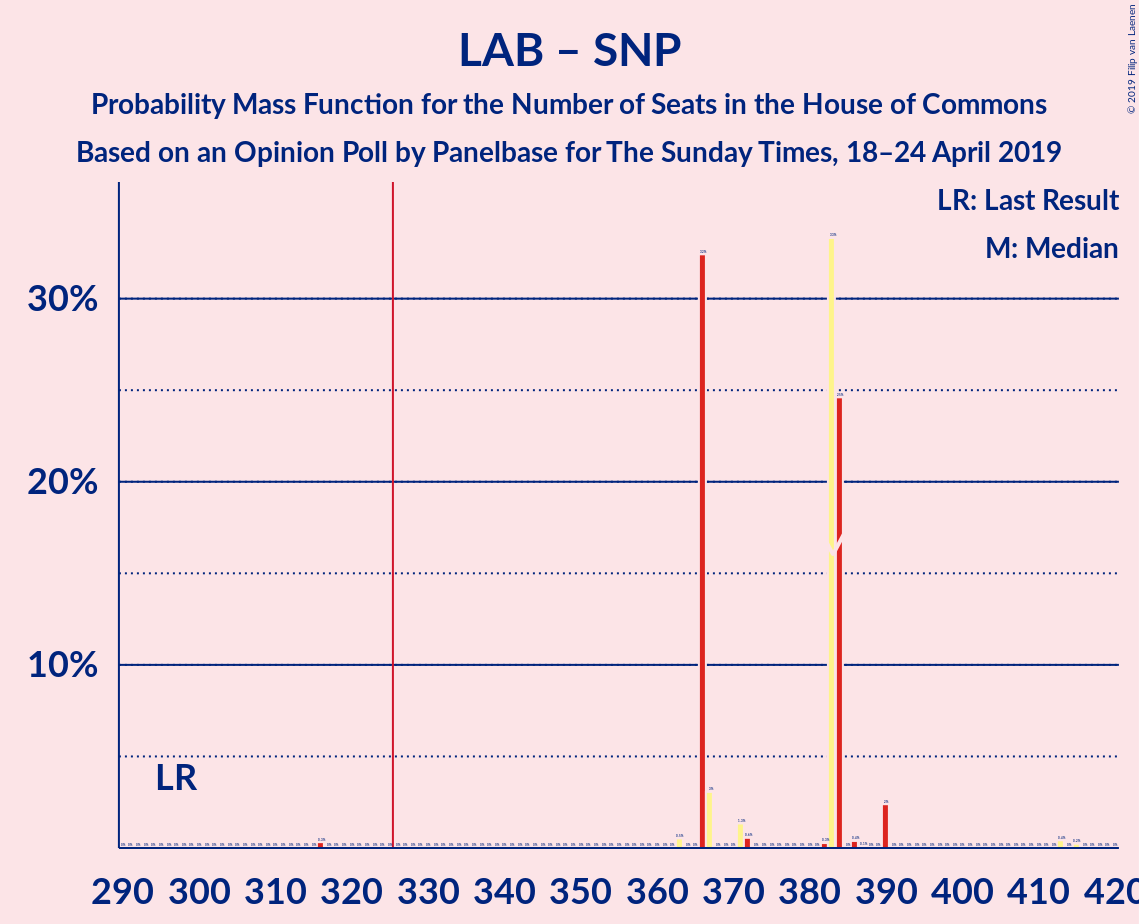 LAB – SNP
Probability Mass Function for the Number of Seats in the House of Commons
Based on an Opinion Poll by Panelbase for The Sunday Times, 18–24 April 2019
© 2019 Filip van Laenen
LR: Last Result
M: Median
30%
20%
10%
LR
290 300 310 320 330 340 350 360 370 380 390 400 410 420